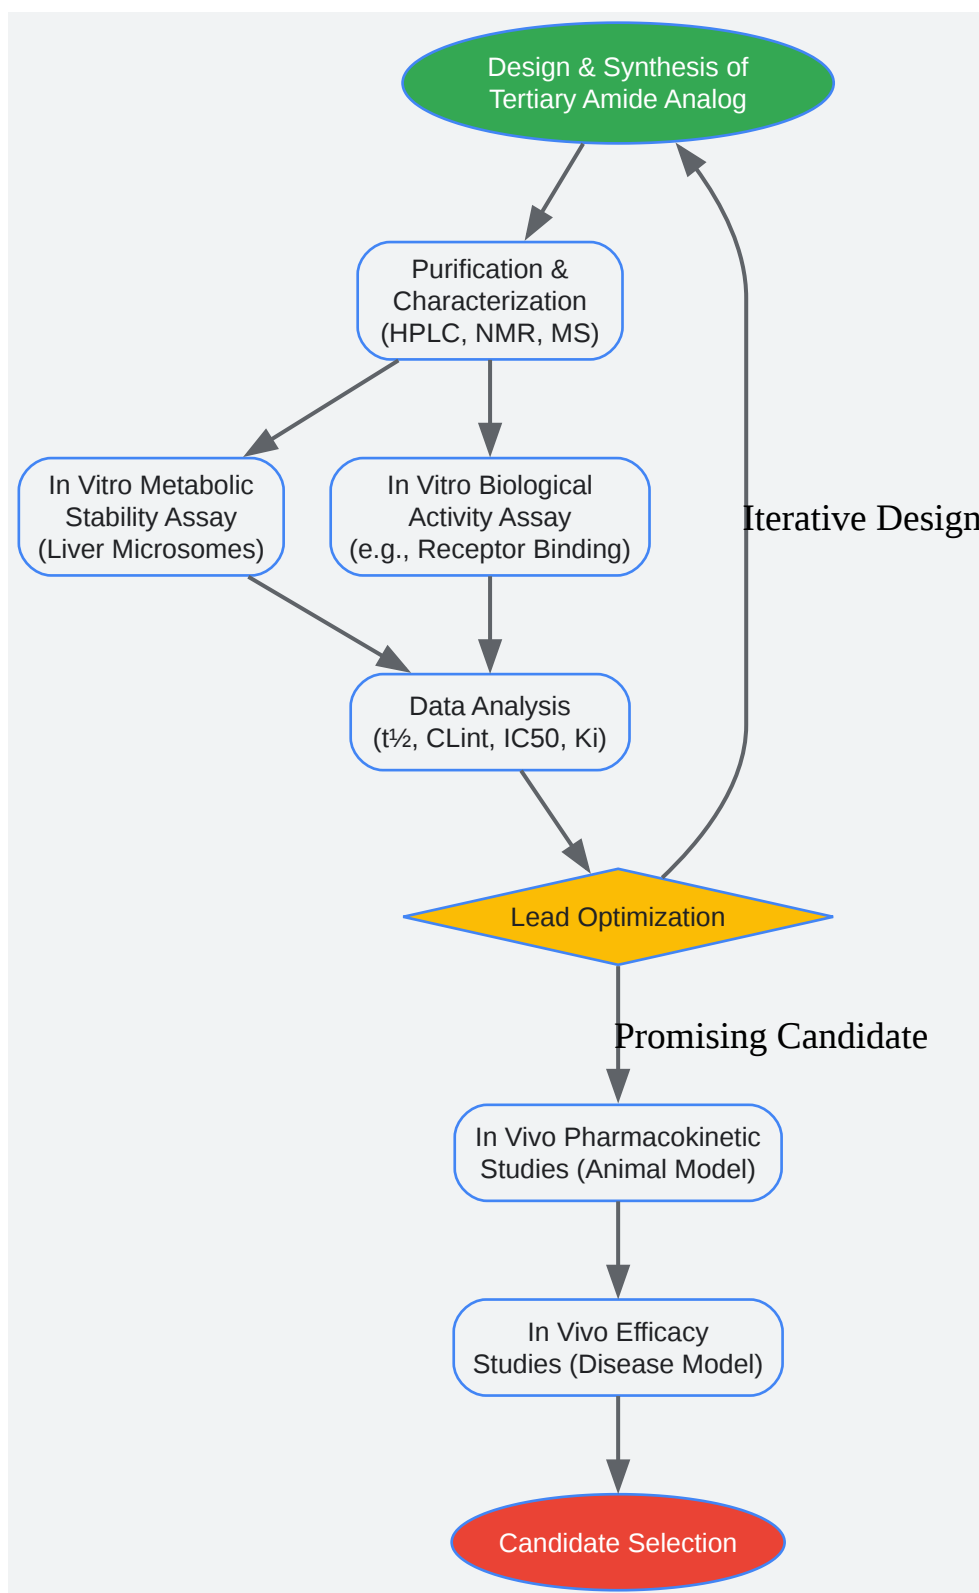 Design & Synthesis of
Tertiary Amide Analog
Purification &
Characterization
(HPLC, NMR, MS)
In Vitro Metabolic
Stability Assay
(Liver Microsomes)
In Vitro Biological
Activity Assay
(e.g., Receptor Binding)
Iterative Design
Data Analysis
(t½, CLint, IC50, Ki)
Lead Optimization
Promising Candidate
In Vivo Pharmacokinetic
Studies (Animal Model)
In Vivo Efficacy
Studies (Disease Model)
Candidate Selection